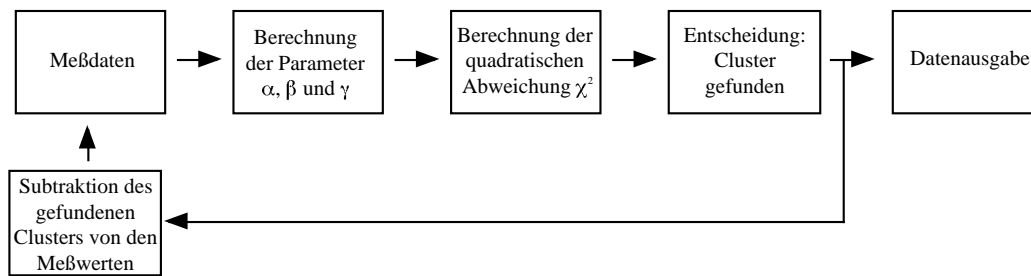 Meßdaten
Berechnung
der Parameter
α, β und γ
Berechnung der
quadratischen
Abweichung χ²
Entscheidung:
Cluster
gefunden
Datenausgabe
Subtraktion des
gefundenen
Clusters von den
Meßwerten